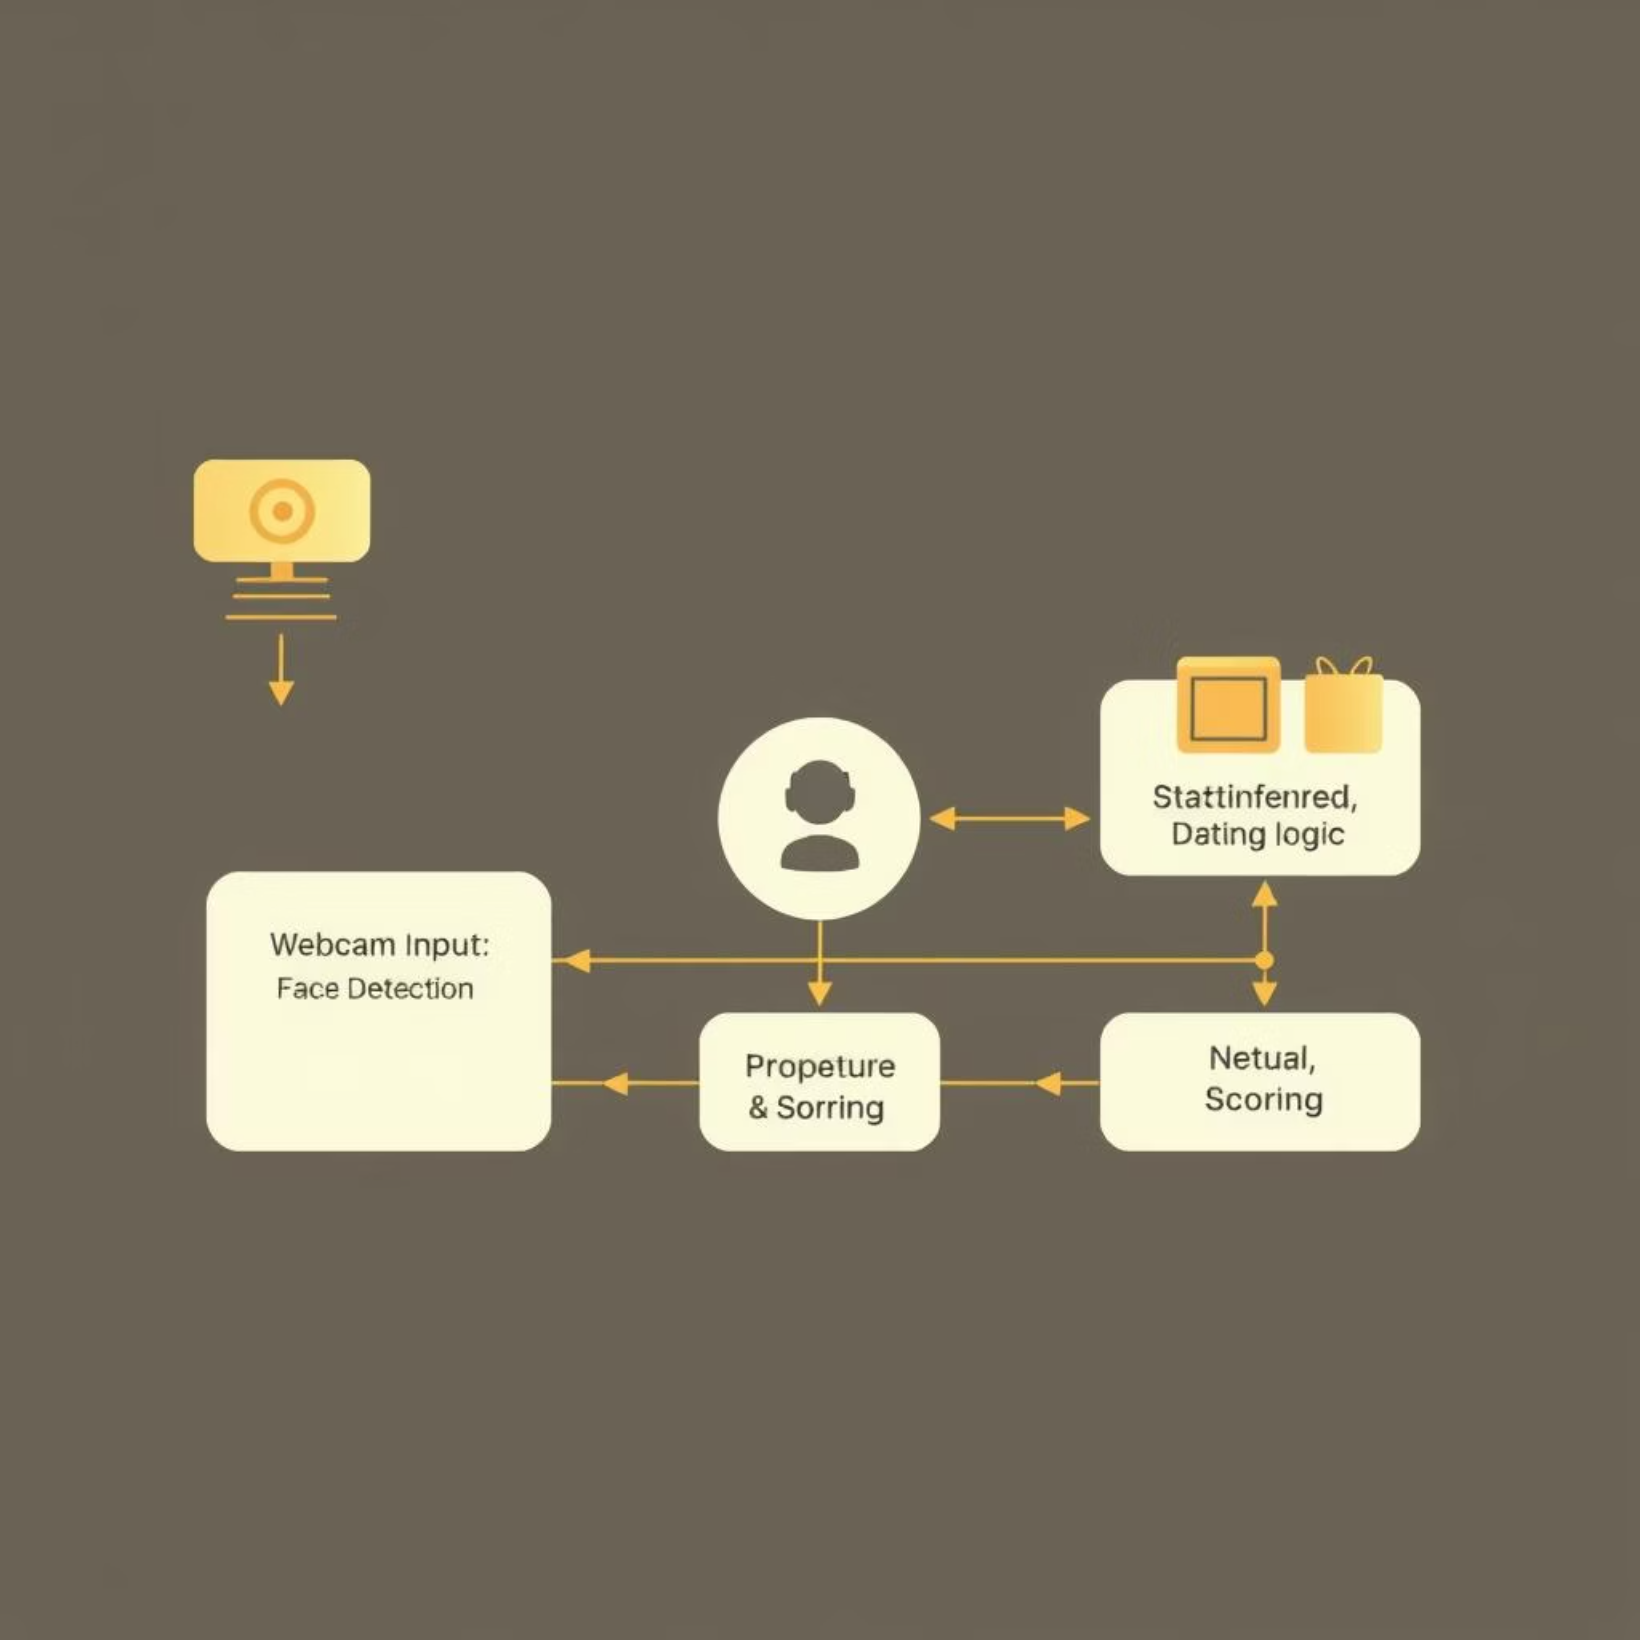 Stattinfenred,
Dating logic
Webcam Input:
Face Detection
Propeture
& Sorring
Netual,
Scoring